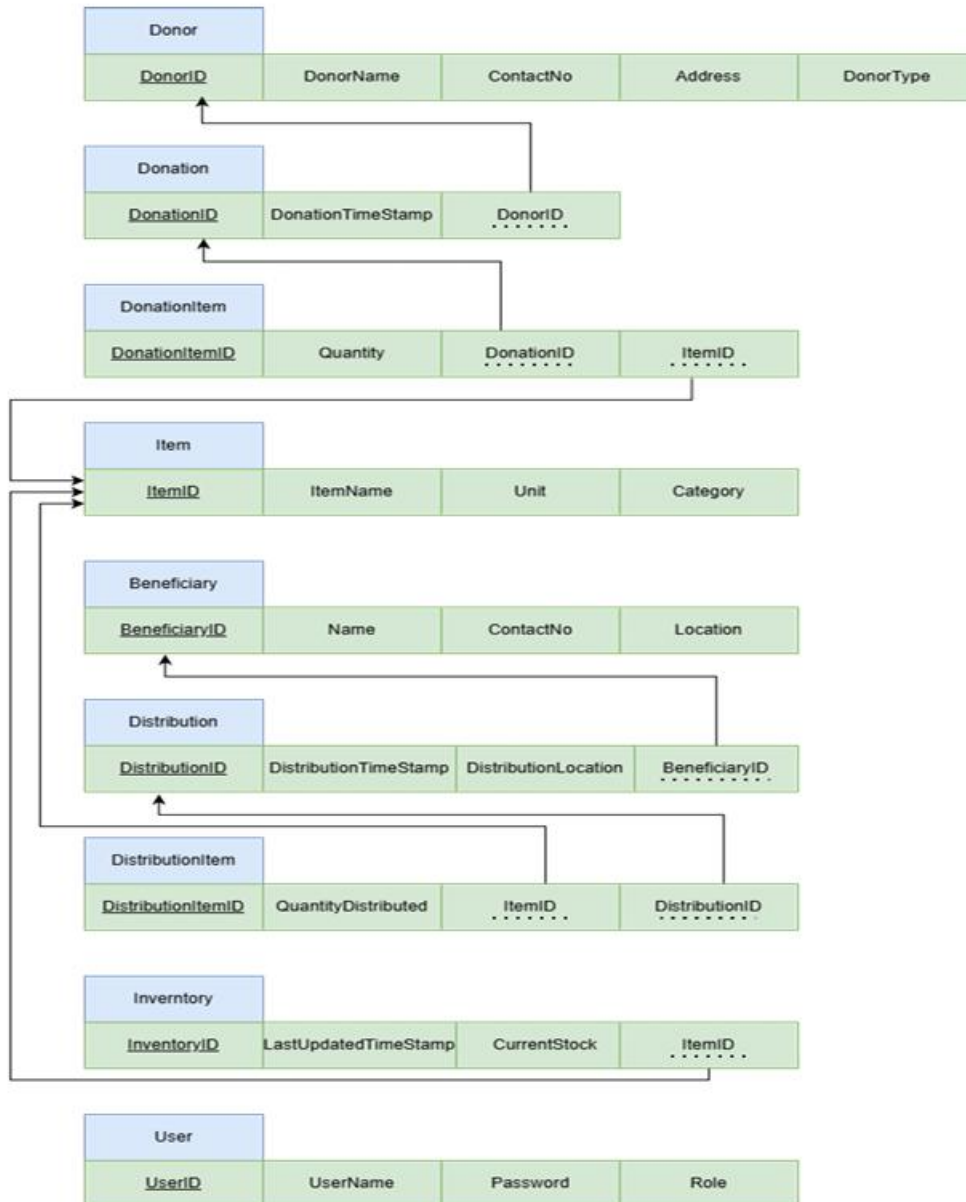 Donor
DonorID DonorName ContactNo Address DonorType
Donation
DonationID DonationTimeStamp DonorID
DonationItem
DonationItemID Quantity DonationID ItemID
Item
ItemID ItemName Unit Category
Beneficiary
BeneficiaryID Name ContactNo Location
Distribution
DistributionID DistributionTimeStamp DistributionLocation BeneficiaryID
DistributionItem
DistributionItemID QuantityDistributed ItemID DistributionID
Inverntory
InventoryID LastUpdatedTimeStamp CurrentStock ItemID
User
UserID UserName Password Role